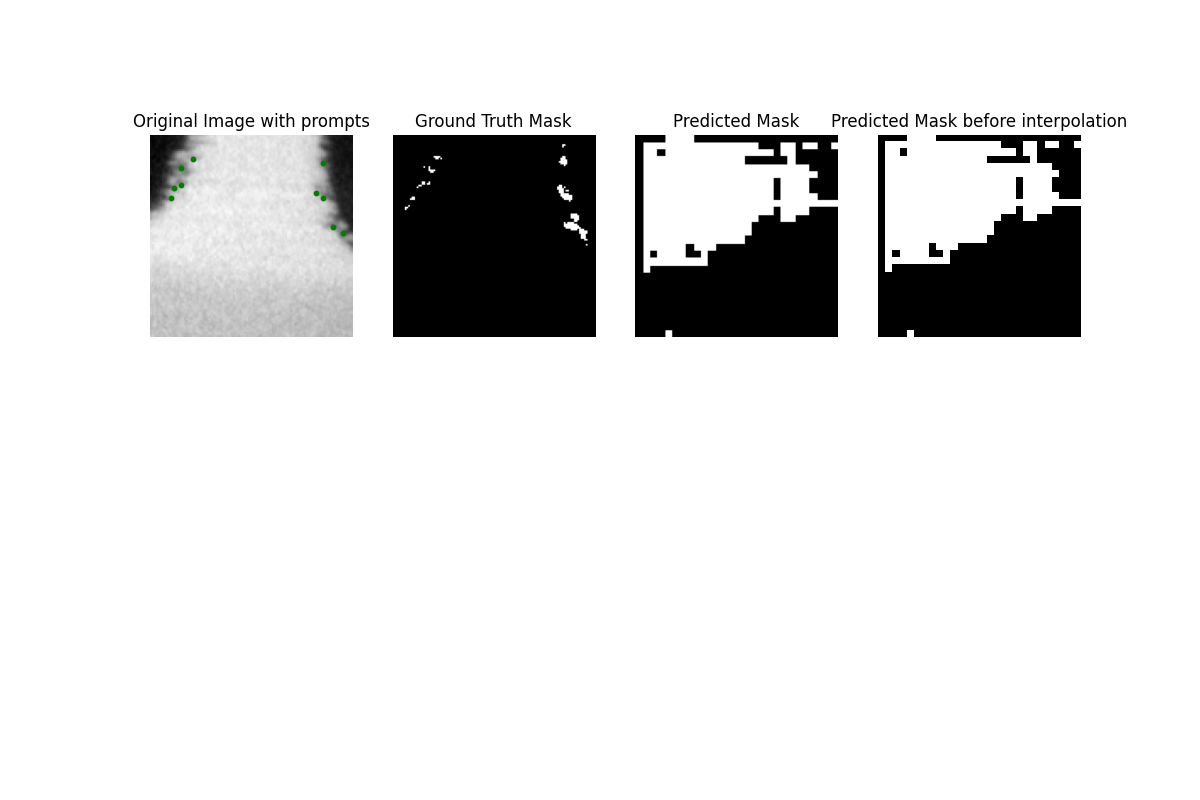 Original Image with prompts
Ground Truth Mask
Predicted Mask
Predicted Mask before interpolation